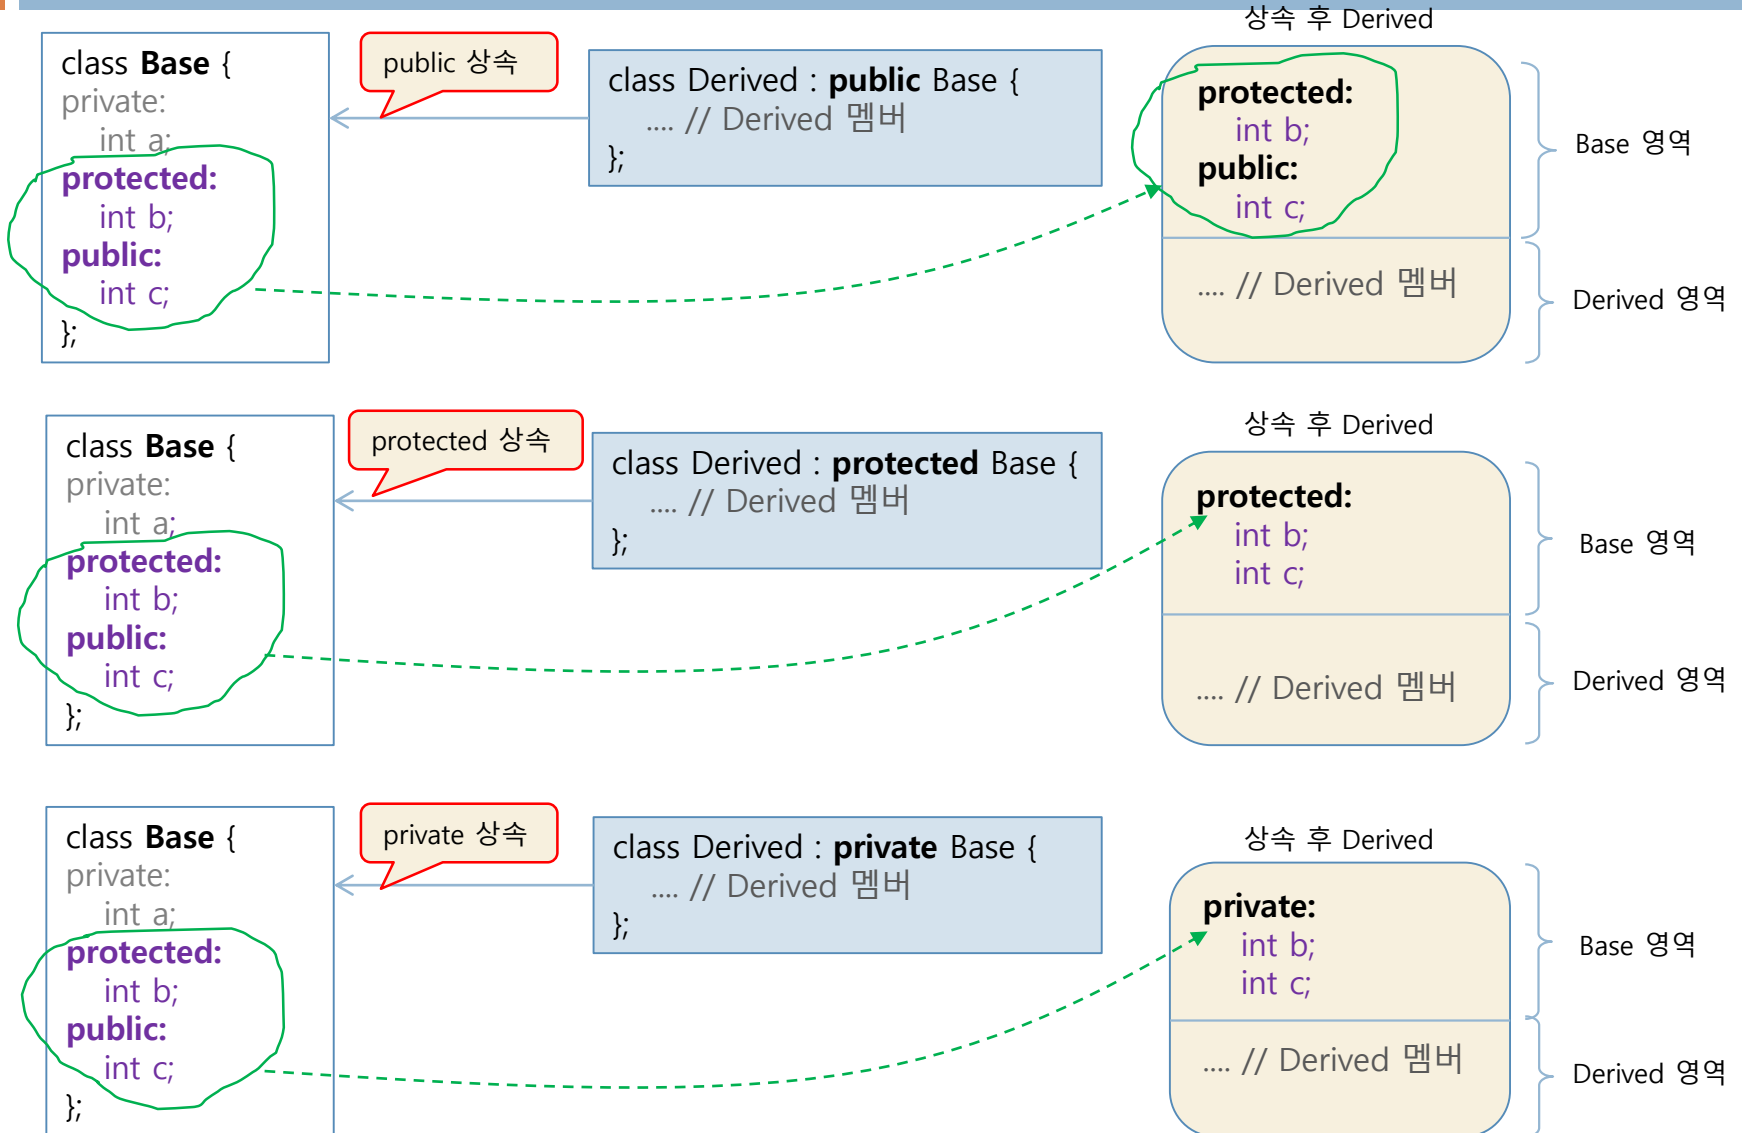 상속 후 Derived
class Base {
private:
int a;
protected:
int b;
public:
int c;
};
public 상속
class Derived : public Base {
.... // Derived 멤버
};
protected:
int b;
public:
int c;
.... // Derived 멤버
Base 영역
Derived 영역
상속 후 Derived
class Base {
private:
int a;
protected:
int b;
public:
int c;
};
protected 상속
class Derived : protected Base {
.... // Derived 멤버
};
protected:
int b;
int c;
.... // Derived 멤버
Base 영역
Derived 영역
상속 후 Derived
class Base {
private:
int a;
protected:
int b;
public:
int c;
};
private 상속
class Derived : private Base {
.... // Derived 멤버
};
private:
int b;
int c;
.... // Derived 멤버
Base 영역
Derived 영역